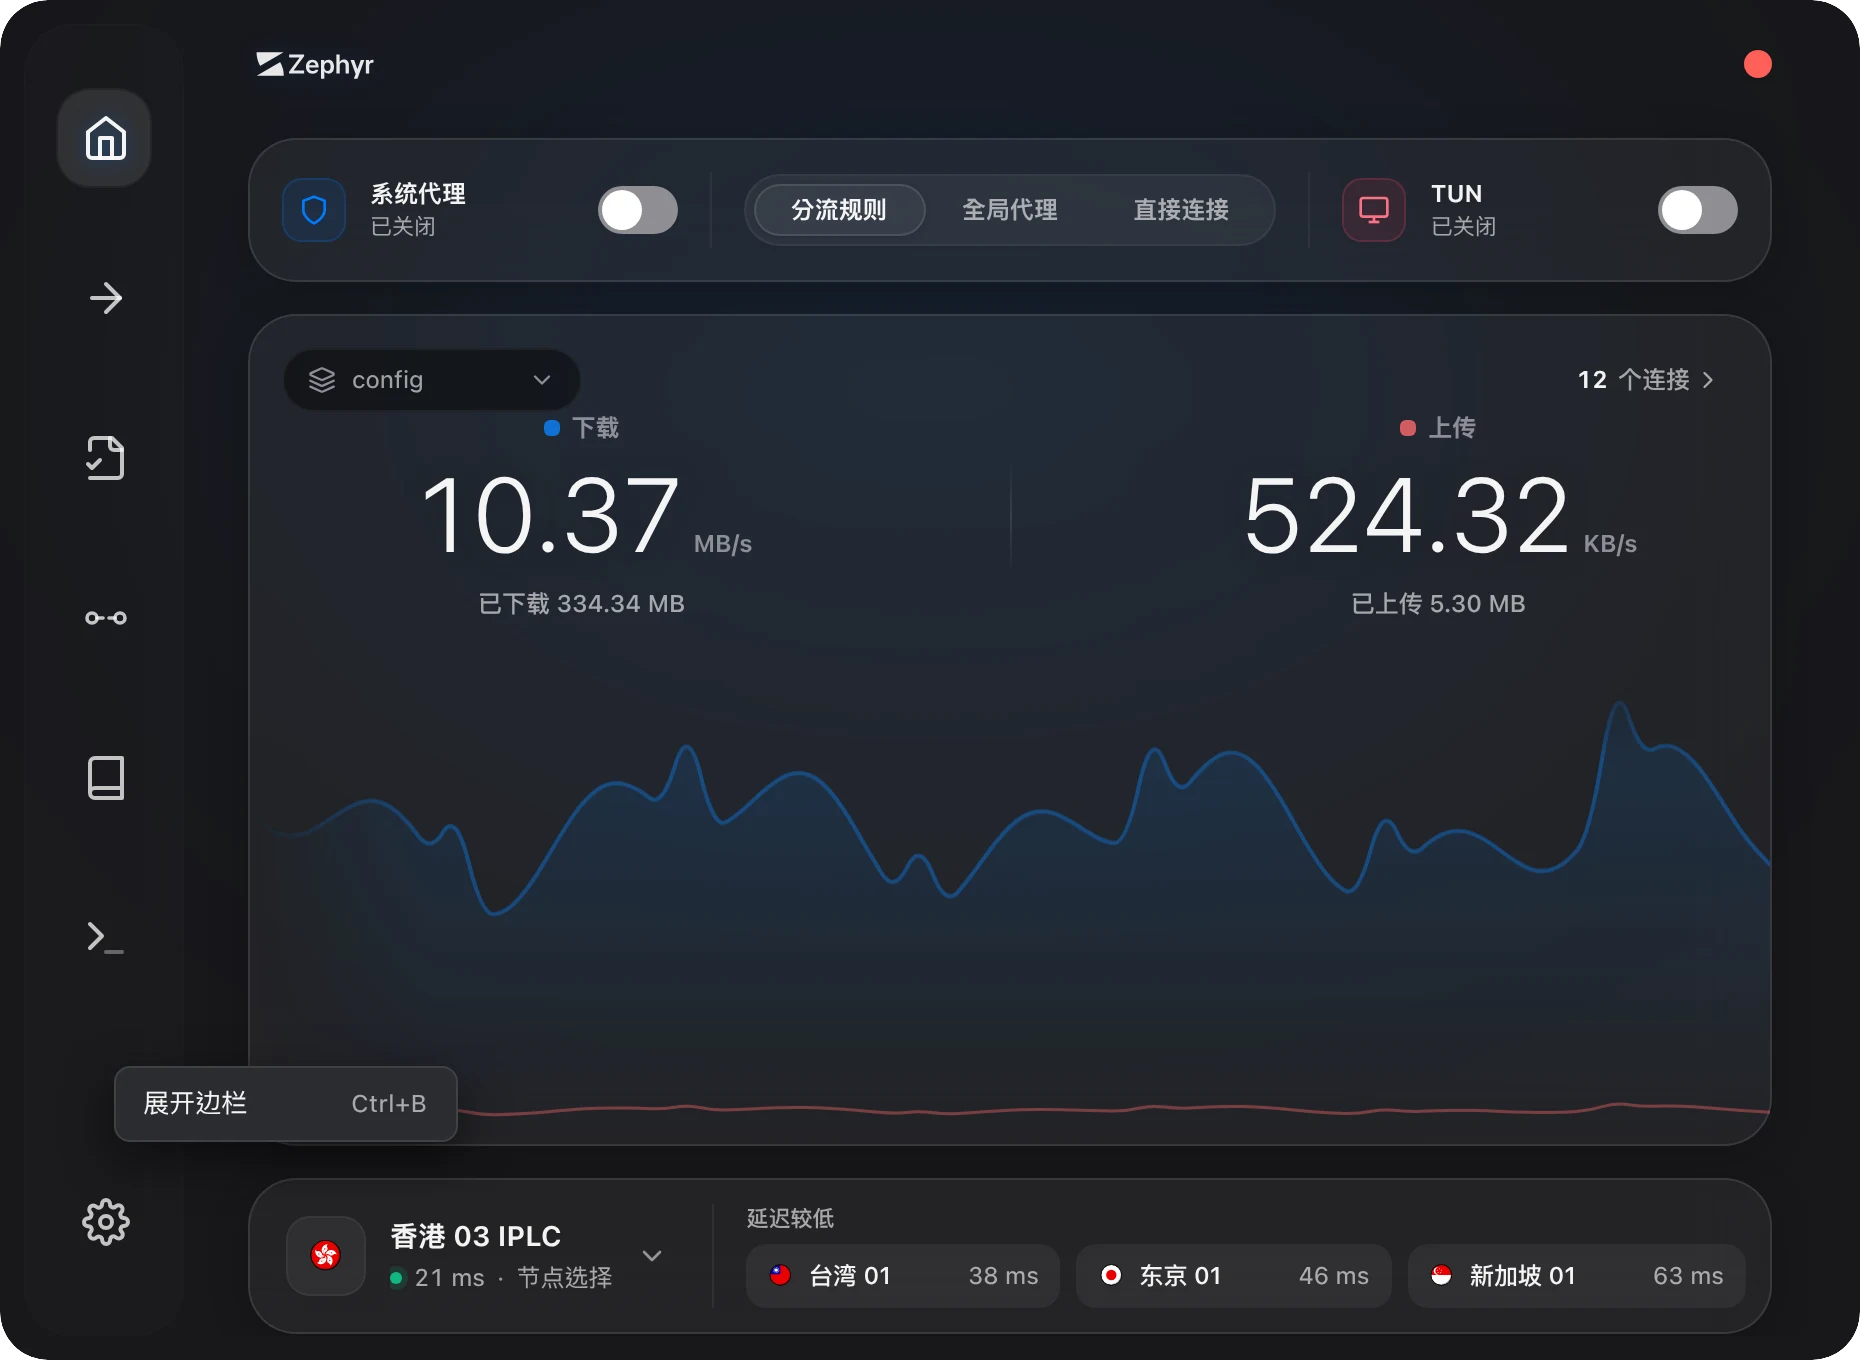 Zephyr
系统代理
已关闭
分流规则 全局代理 直接连接
TUN
已关闭
config
12 个连接
下载
10.37 MB/s
已下载 334.34 MB
上传
524.32 KB/s
已上传 5.30 MB
展开边栏 Ctrl+B
香港 03 IPLC
21 ms · 节点选择
延迟较低
台湾 01 38 ms
东京 01 46 ms
新加坡 01 63 ms